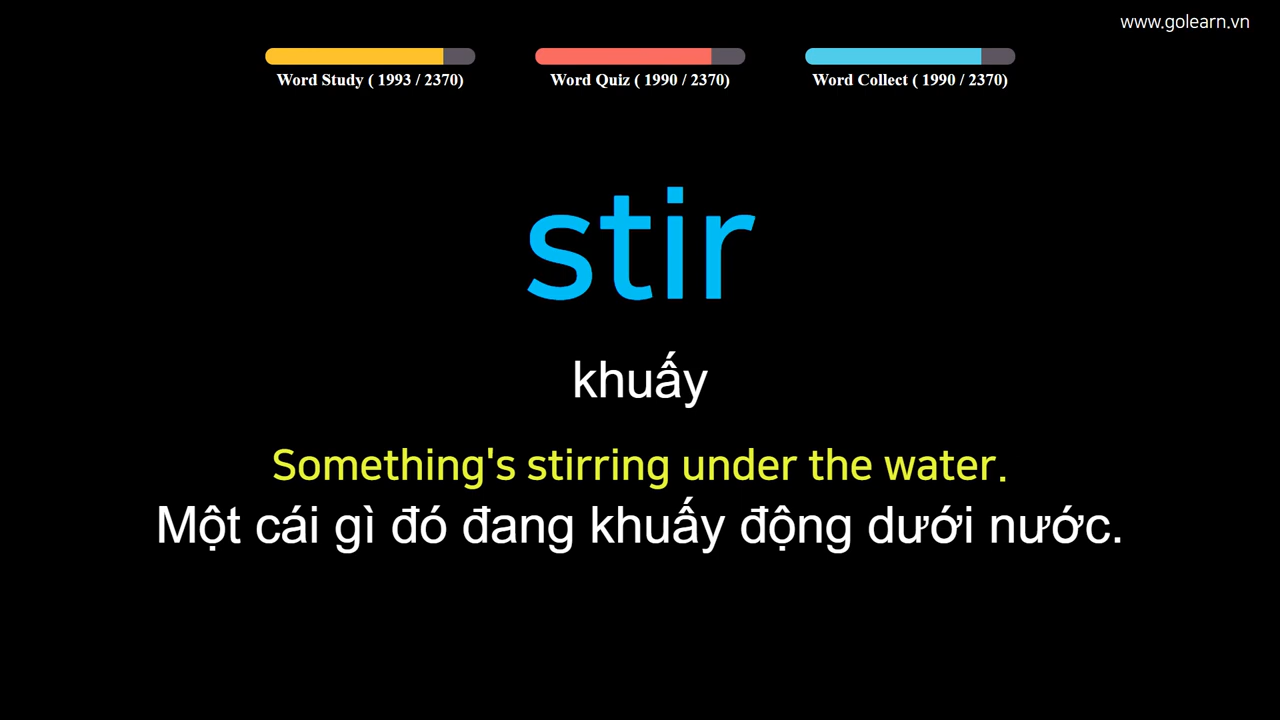 www.golearn.vn
Word Study ( 1993 / 2370) Word Quiz ( 1990 / 2370) Word Collect ( 1990 / 2370)
stir
khuấy
Something's stirring under the water.
Một cái gì đó đang khuấy động dưới nước.